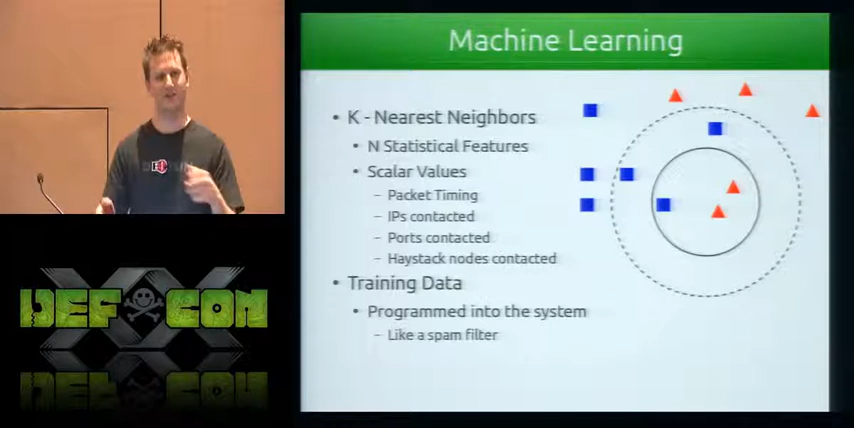 Machine Learning
• K - Nearest Neighbors
• N Statistical Features
• Scalar Values
– Packet Timing
– IPs contacted
– Ports contacted
– Haystack nodes contacted
• Training Data
• Programmed into the system
– Like a spam filter
XX
DEF CON